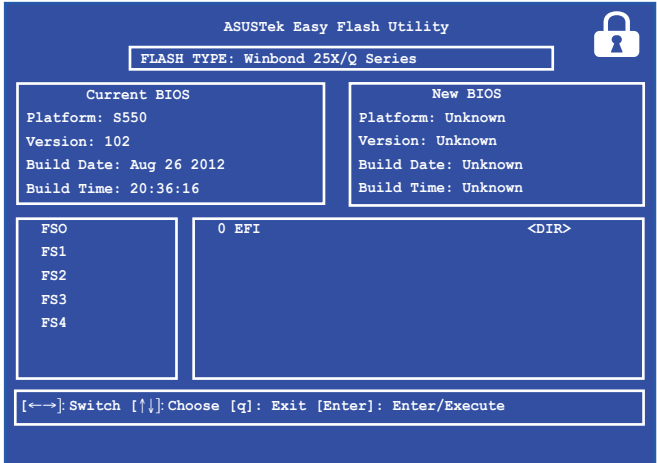 ASUSTek Easy Flash Utility
FLASH TYPE: Winbond 25X/Q Series
Current BIOS
Platform: S550
Version: 102
Build Date: Aug 26 2012
Build Time: 20:36:16
New BIOS
Platform: Unknown
Version: Unknown
Build Date: Unknown
Build Time: Unknown
FSO
FS1
FS2
FS3
FS4
0 EFI <DIR>
[←→]: Switch [↑↓]: Choose [q]: Exit [Enter]: Enter/Execute